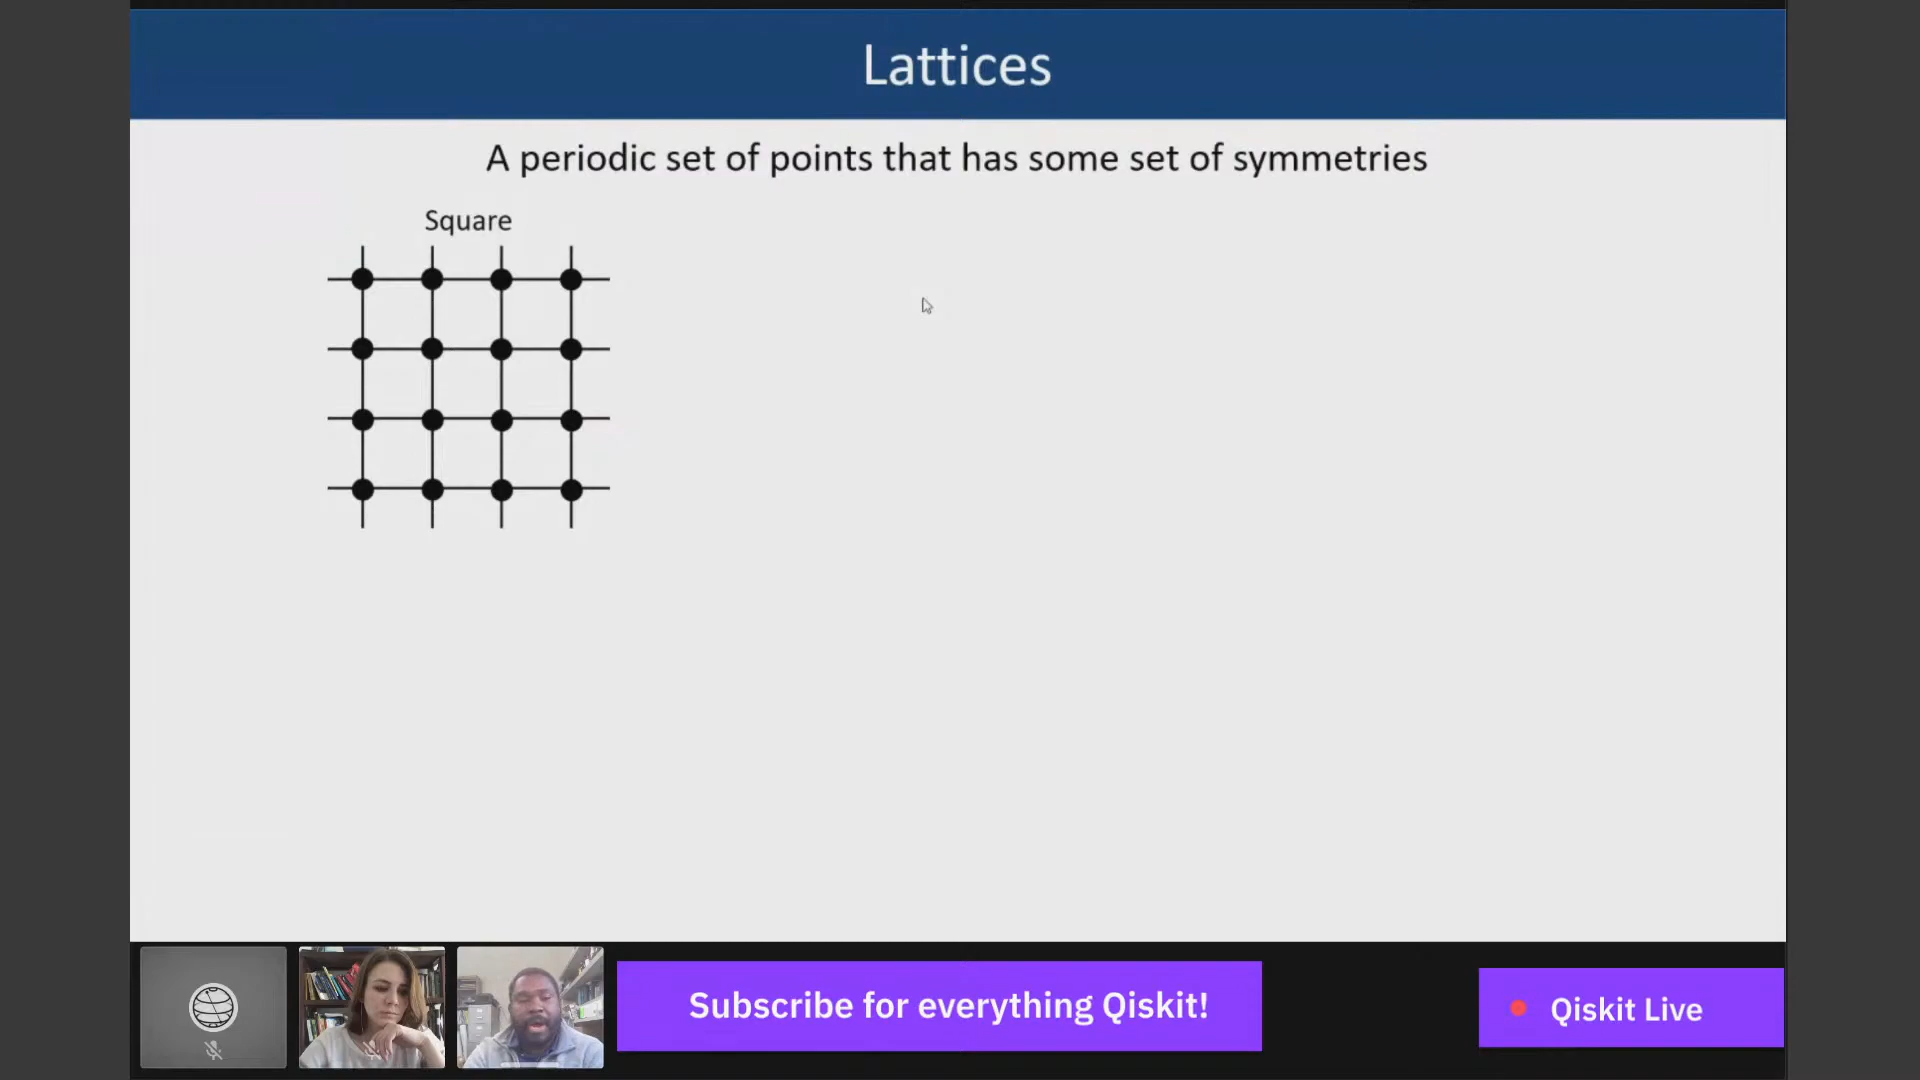 Lattices
A periodic set of points that has some set of symmetries
Square
Subscribe for everything Qiskit!
Qiskit Live